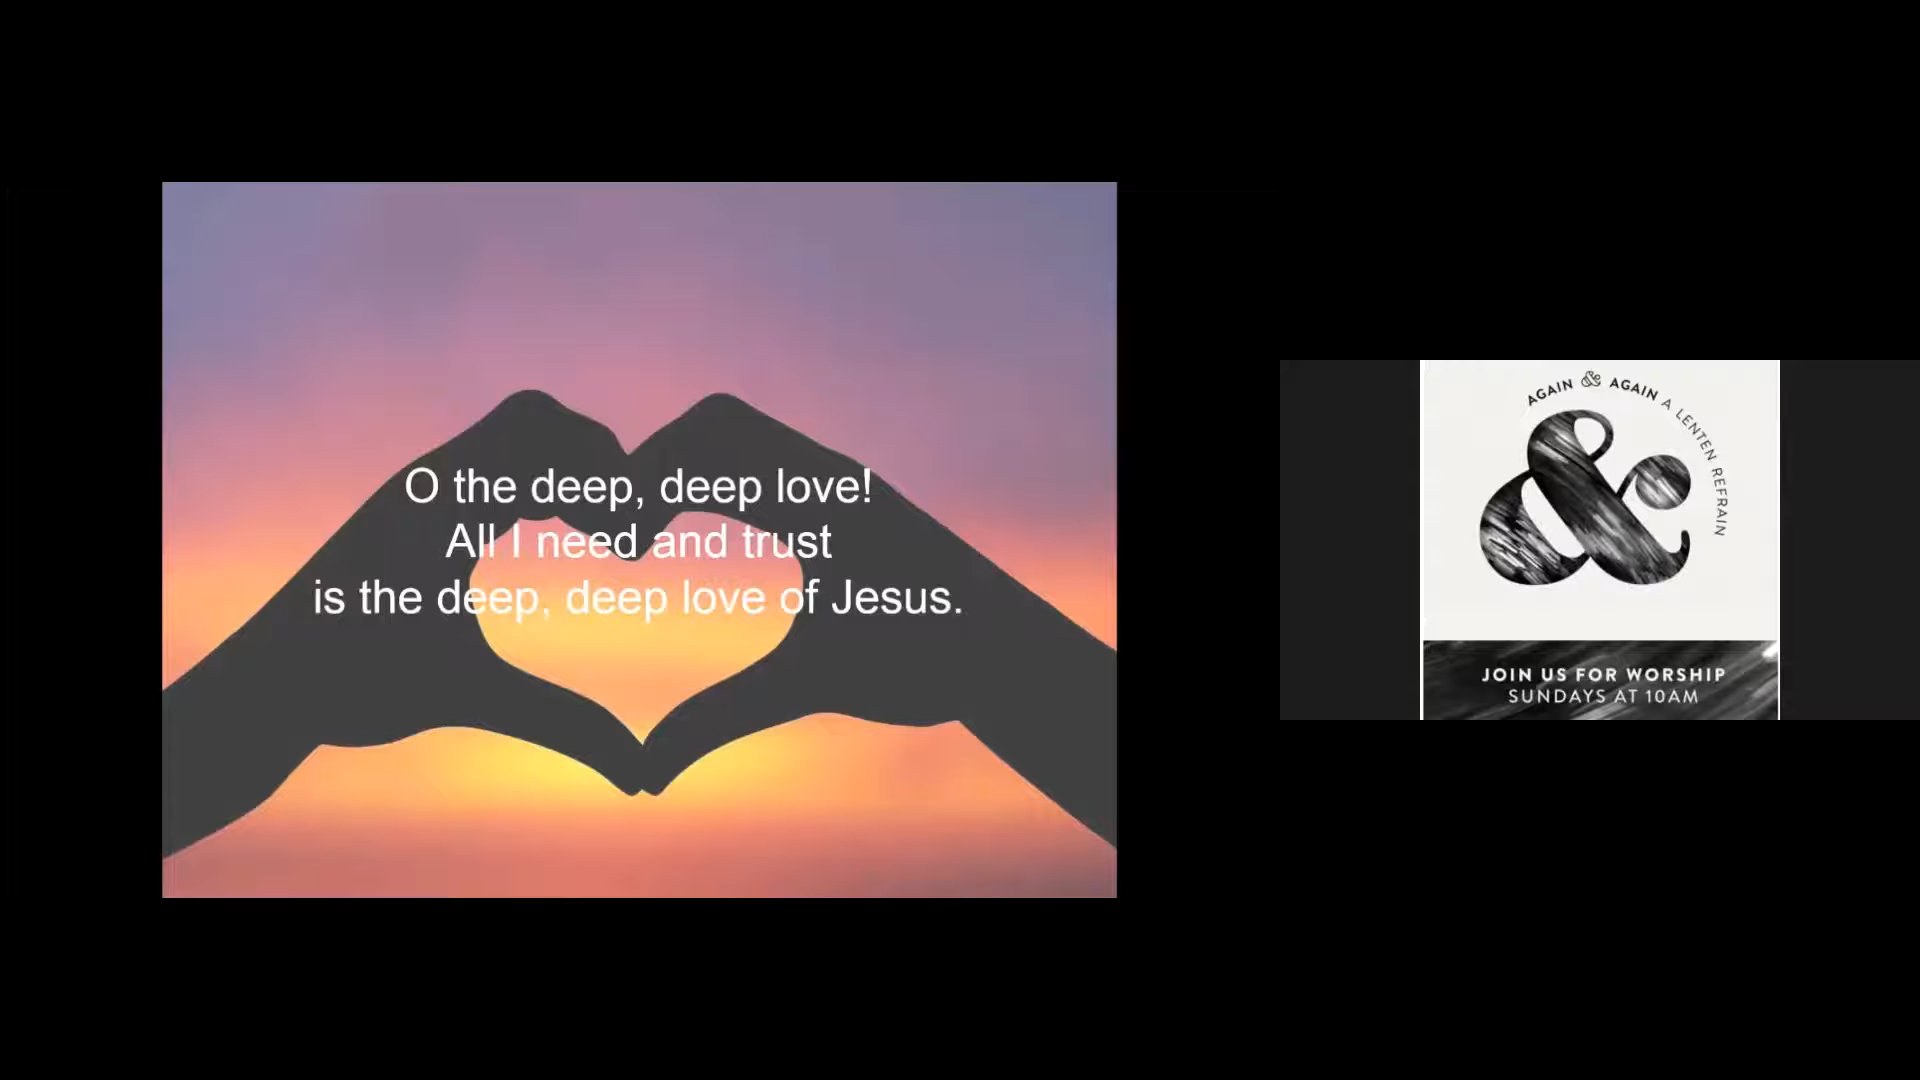 O the deep, deep love!
All I need and trust
is the deep, deep love of Jesus.
AGAIN & AGAIN A LENTEN REFRAIN
&
JOIN US FOR WORSHIP
SUNDAYS AT 10AM